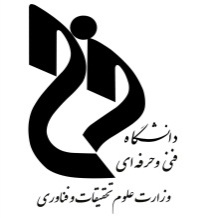 دانشگاه
فنی و حرفه‌ای
وزارت علوم تحقیقات و فناوری